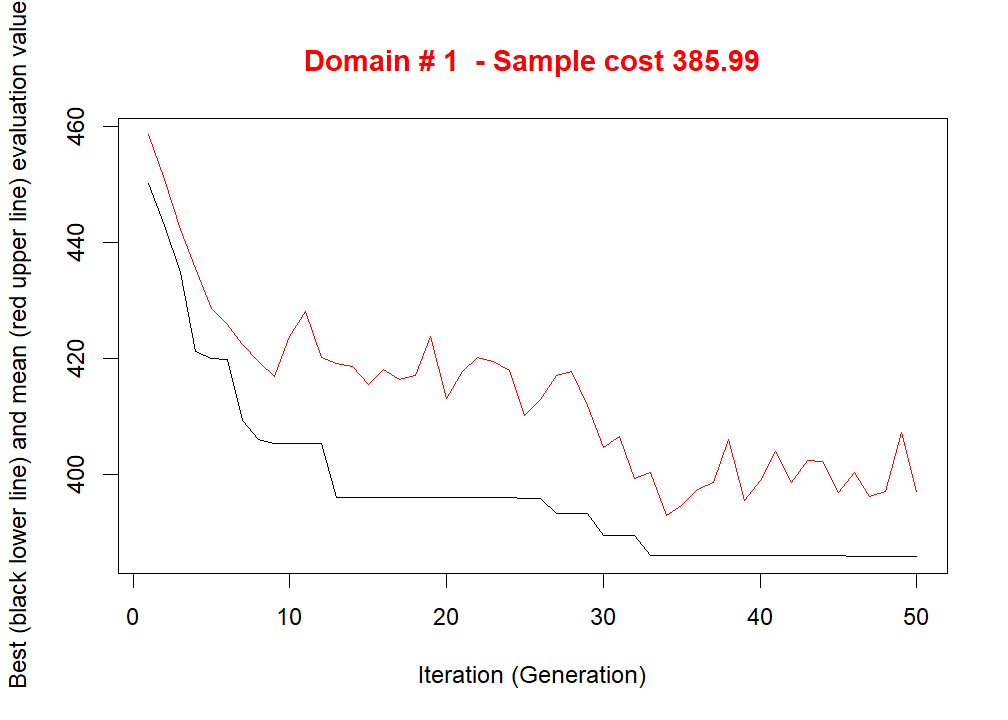 Domain # 1  - Sample cost 385.99
Best (black lower line) and mean (red upper line) evaluation value
460
440
420
400
0 10 20 30 40 50
Iteration (Generation)